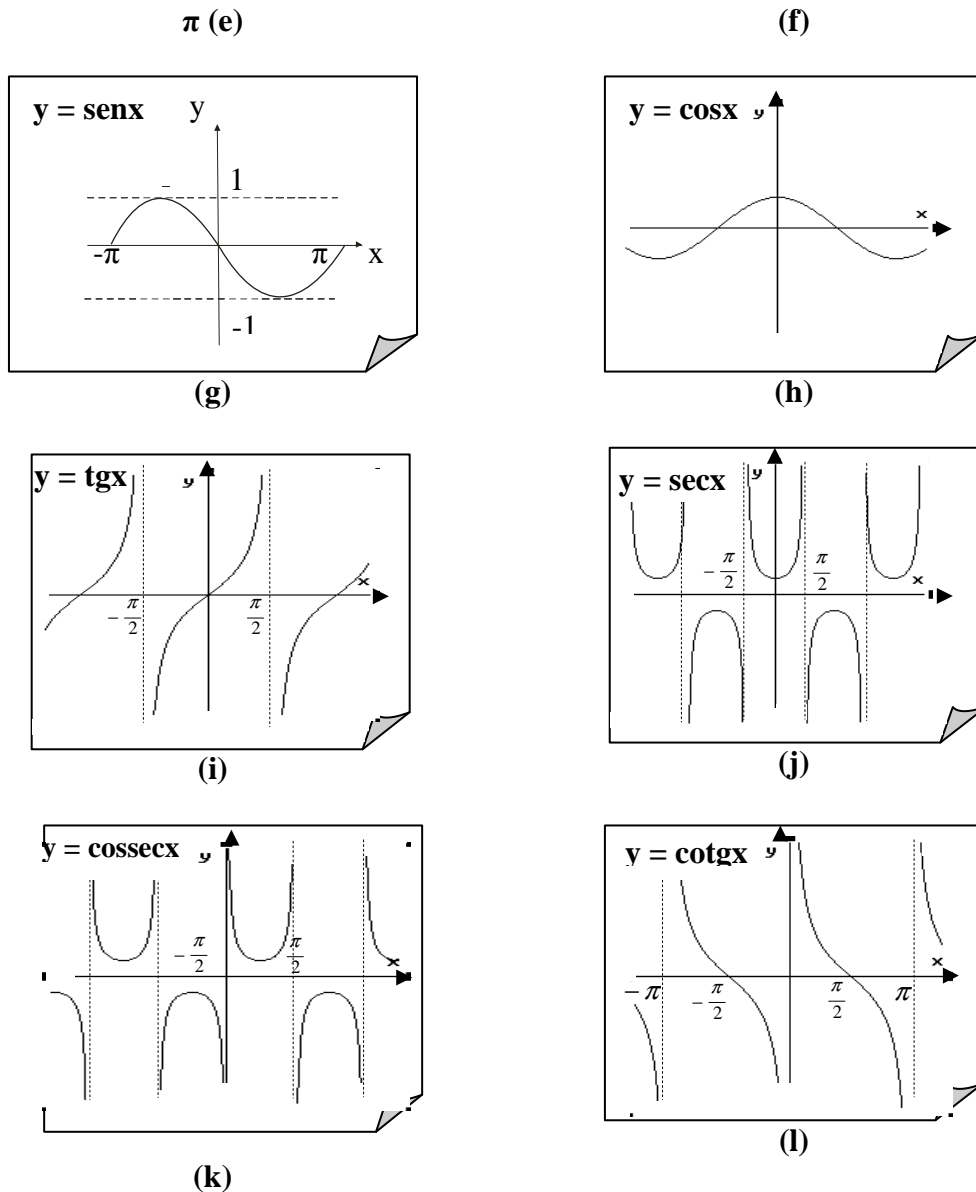 π (e)
(f)
y = senx
y
1
-π
π
x
-1
y = cosx
y
x
(g)
(h)
y = tgx
y
x
-π/2
π/2
y = secx
y
x
-π/2
π/2
(i)
(j)
y = cossecx
y
x
-π/2
π/2
y = cotgx
y
x
-π
-π/2
π/2
π
(k)
(l)